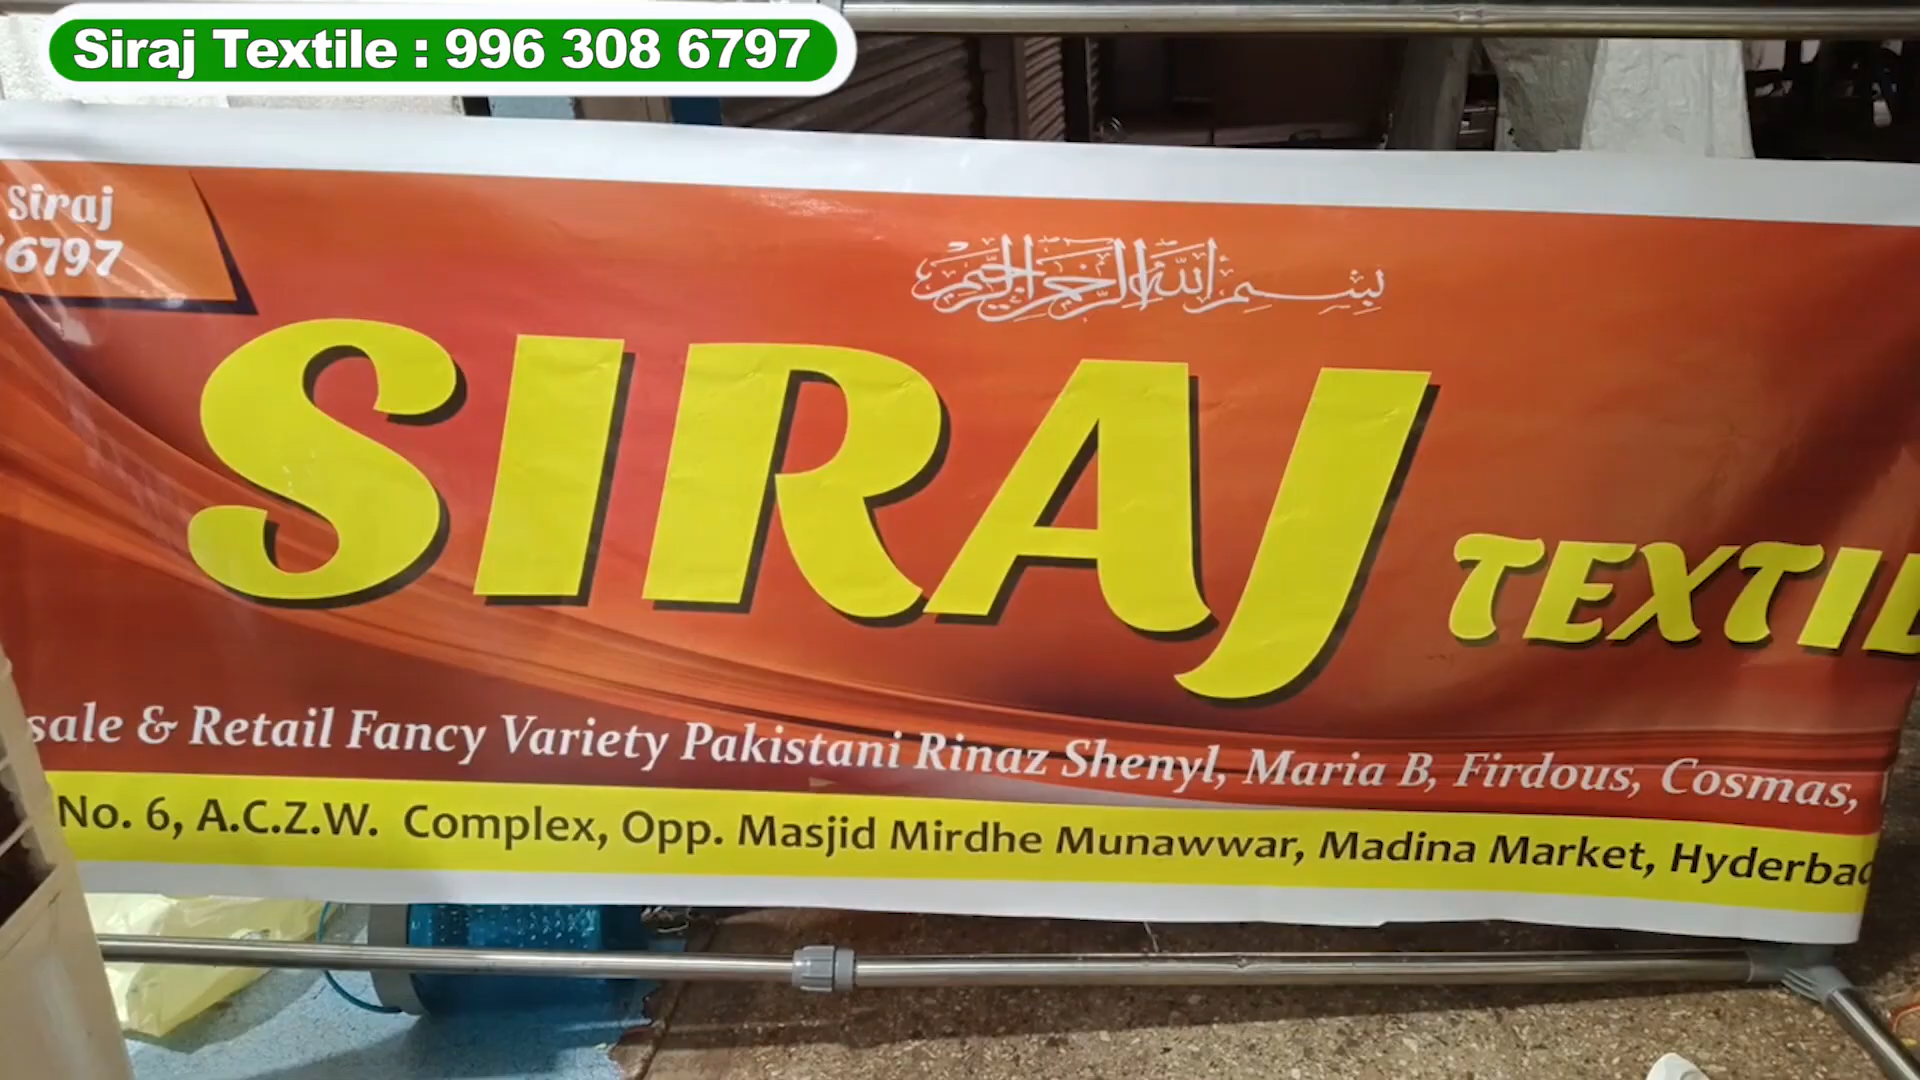 Siraj Textile : 996 308 6797
Siraj
6797
بسم الله الرحمن الرحيم
SIRAJ TEXTIL
sale & Retail Fancy Variety Pakistani Rinaz Shenyl, Maria B, Firdous, Cosmas,
No. 6, A.C.Z.W. Complex, Opp. Masjid Mirdhe Munawwar, Madina Market, Hyderbad